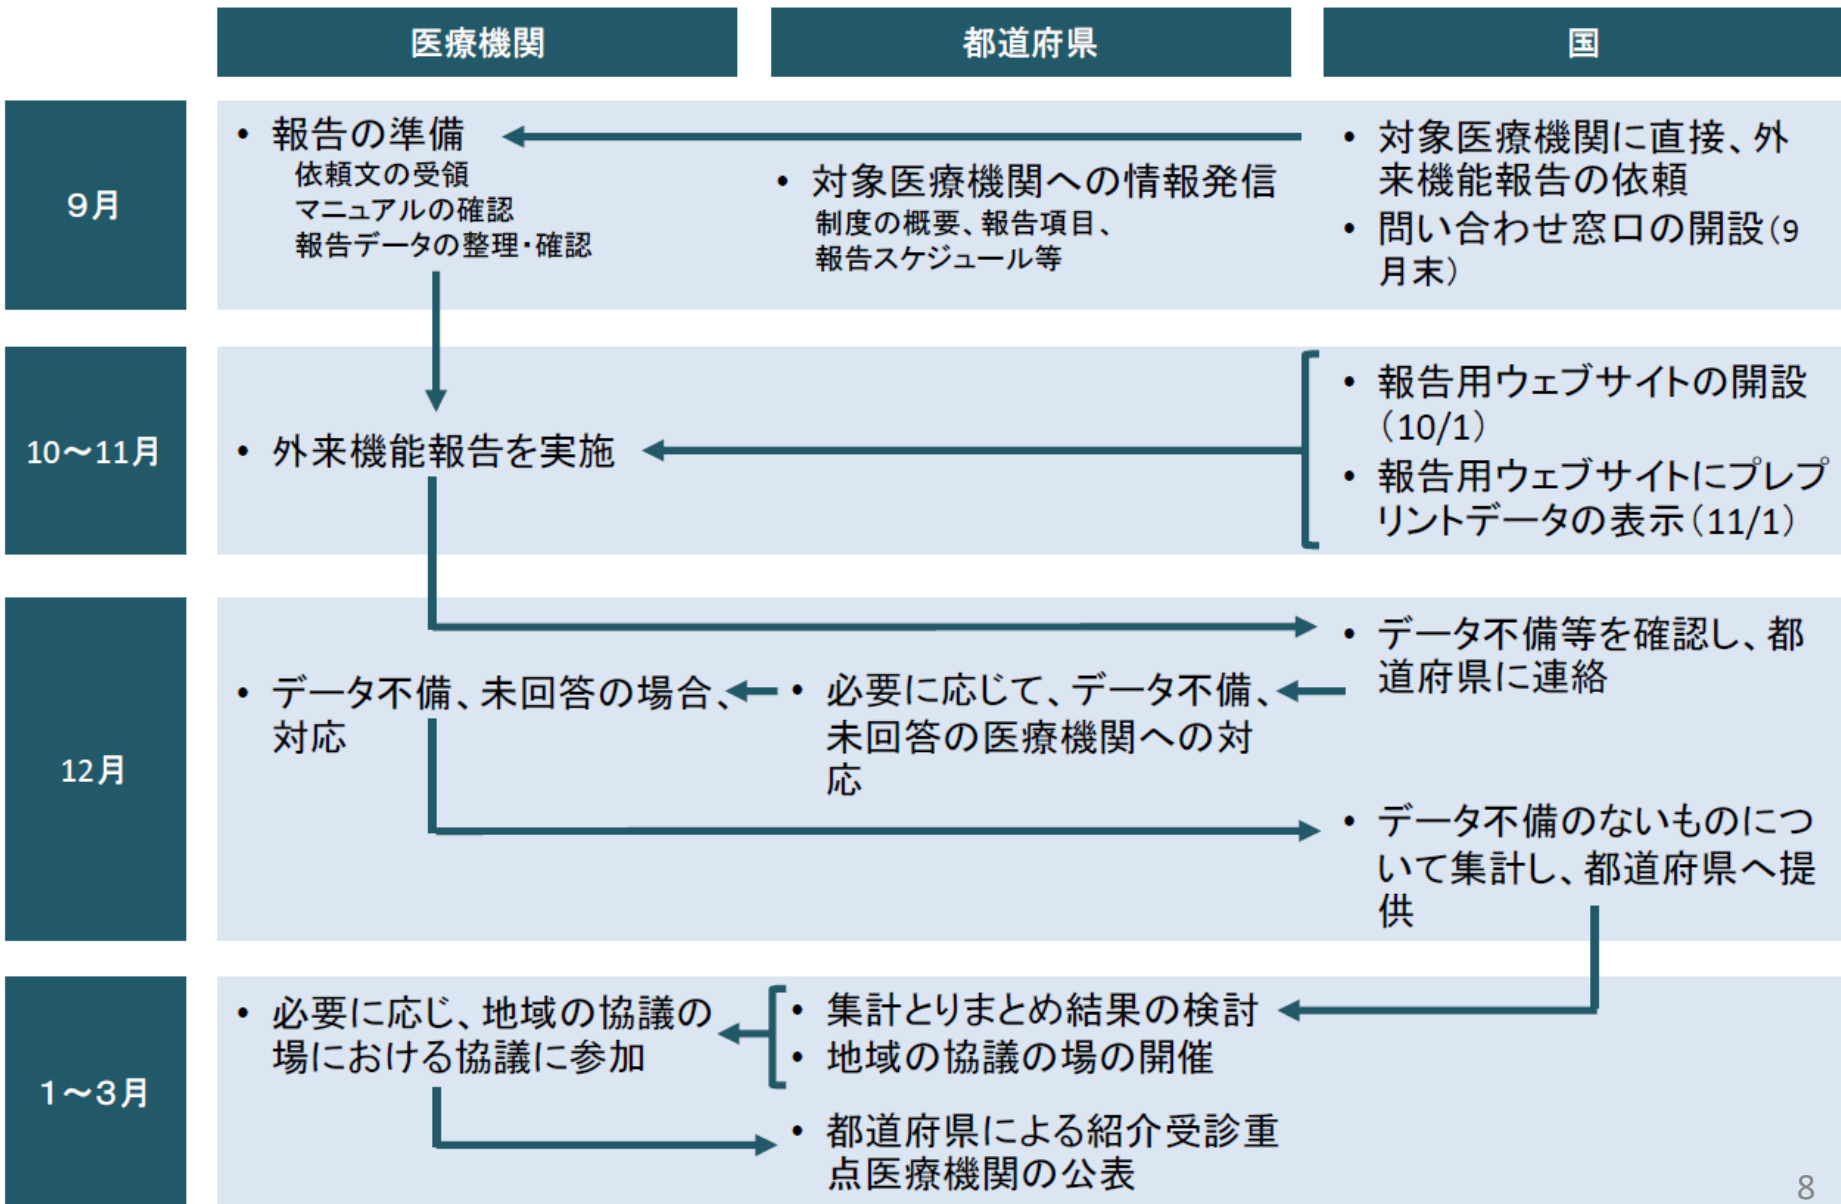 医療機関
都道府県
国
9月
• 報告の準備
依頼文の受領
マニュアルの確認
報告データの整理・確認
• 対象医療機関への情報発信
制度の概要、報告項目、
報告スケジュール等
• 対象医療機関に直接、外
来機能報告の依頼
• 問い合わせ窓口の開設(9
月末)
10～11月
• 外来機能報告を実施
• 報告用ウェブサイトの開設
(10/1)
• 報告用ウェブサイトにプレプ
リントデータの表示(11/1)
12月
• データ不備等を確認し、都
道府県に連絡
• データ不備、未回答の場合、
対応
• 必要に応じて、データ不備、
未回答の医療機関への対
応
• データ不備のないものにつ
いて集計し、都道府県へ提
供
1～3月
• 必要に応じ、地域の協議の
場における協議に参加
• 集計とりまとめ結果の検討
• 地域の協議の場の開催
• 都道府県による紹介受診重
点医療機関の公表
8